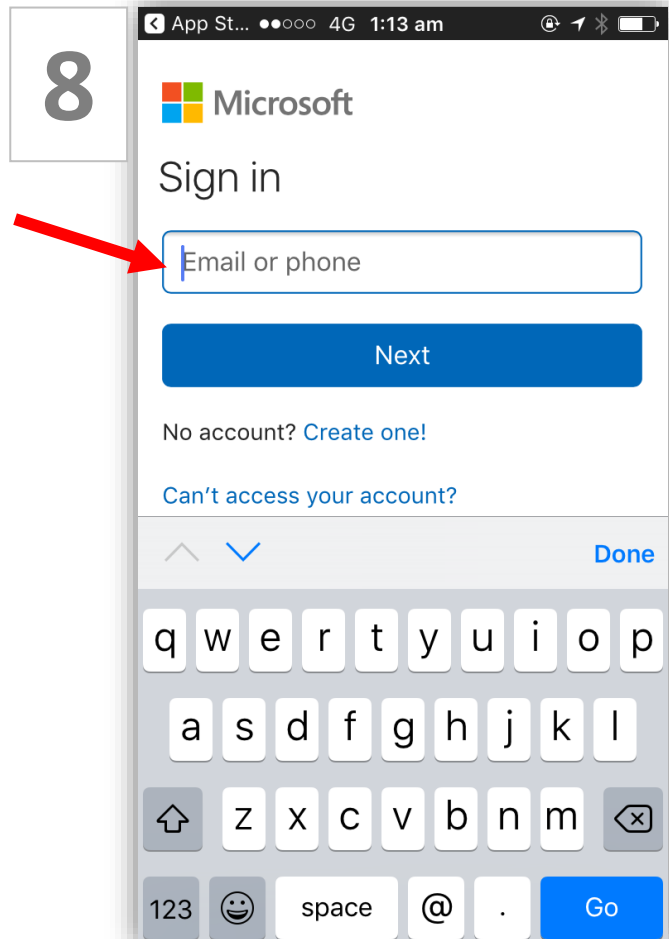 8
App St... 4G 1:13 am
Microsoft
Sign in
Email or phone
Next
No account? Create one!
Can't access your account?
Done
q w e r t y u i o p
a s d f g h j k l
z x c v b n m
123 space @ . Go